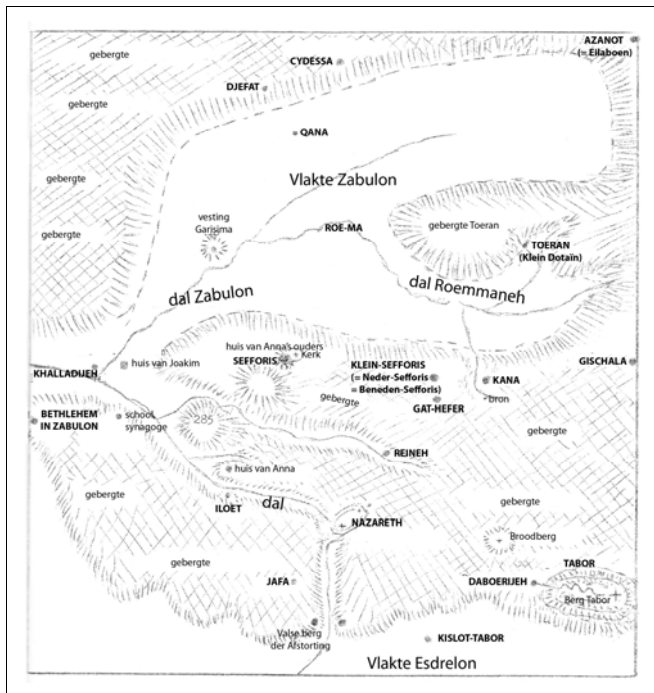 AZANOT
(= Eilaboen)
gebergte
CYDESSA
DJEFAT
gebergte
QANA
gebergte
Vlakte Zabulon
vesting
Garisima
ROE-MA
gebergte Toeran
gebergte
TOERAN
(Klein Dotaïn)
dal Zabulon
dal Roemmaneh
huis van Anna's ouders
SEFFORIS
Kerk
huis van Joakim
KHALLADIJEH
KLEIN-SEFFORIS
(= Neder-Sefforis
= Beneden-Sefforis)
GISCHALA
KANA
bron
gebergte
GAT-HEFER
BETHLEHEM
IN ZABULON
school,
synagoge
285
gebergte
REINEH
huis van Anna
gebergte
ILOET
dal
gebergte
NAZARETH
Broodberg
gebergte
TABOR
JAFA
DABOERIJEH
Berg Tabor
Valse berg
der Afstorting
KISLOT-TABOR
Vlakte Esdrelon